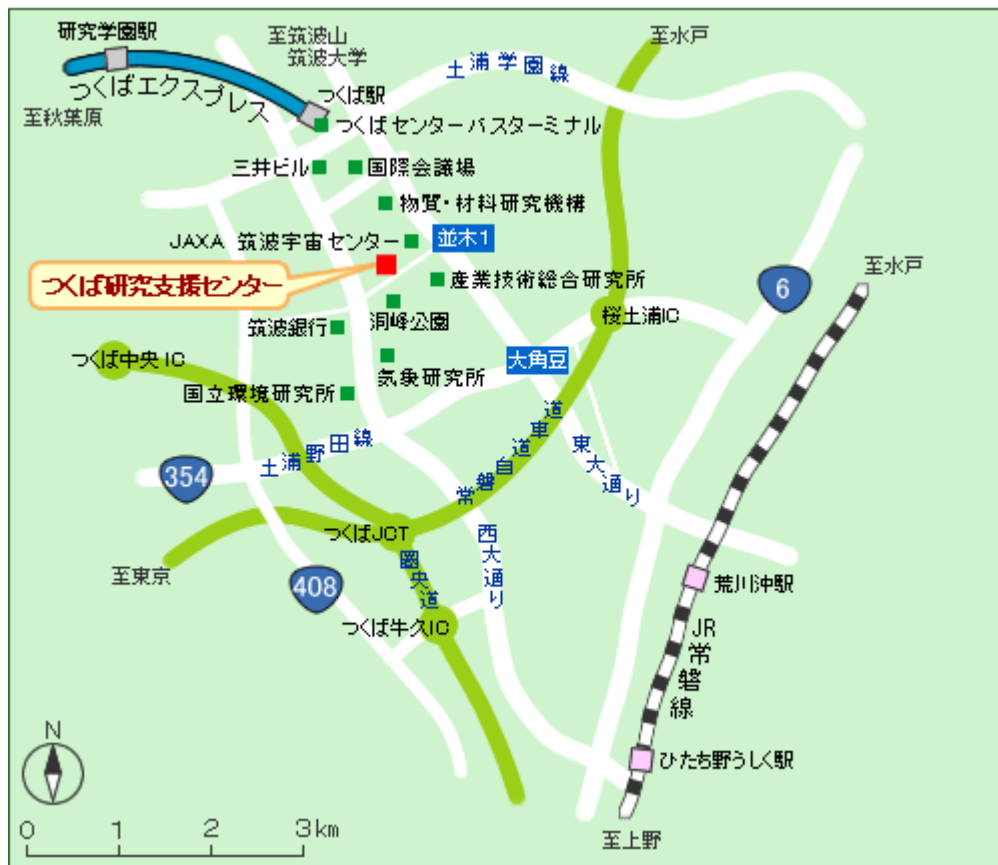 研究学園駅
至筑波山
筑波大学
至水戸
土浦学園線
つくばエクスプレス
つくば駅
至秋葉原
つくばセンターバスターミナル
三井ビル
国際会議場
物質・材料研究機構
JAXA 筑波宇宙センター
並木1
つくば研究支援センター
産業技術総合研究所
至水戸
6
洞峰公園
筑波銀行
桜土浦IC
つくば中央IC
大角豆
気象研究所
国立環境研究所
土浦野田線
常磐自動車道
東大通り
354
つくばJCT
西大通り
至東京
圏央道
408
荒川沖駅
つくば牛久IC
JR常磐線
N
ひたち野うしく駅
0 1 2 3km
至上野